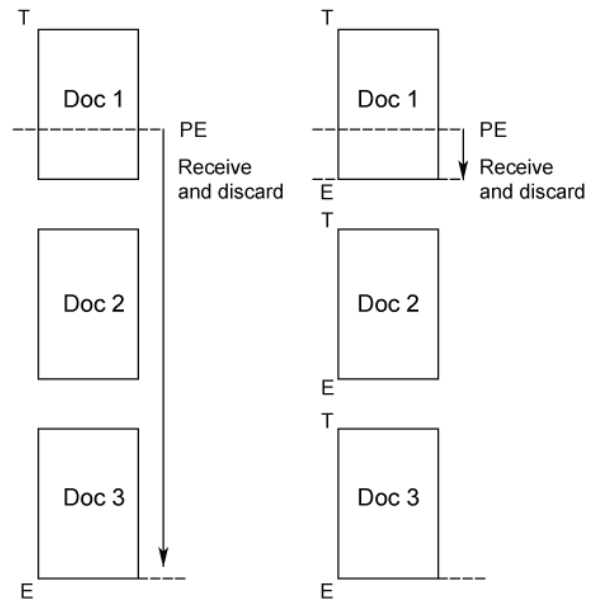 T
Doc 1
PE
Receive
and discard
Doc 2
Doc 3
E
T
Doc 1
PE
Receive
and discard
E
T
Doc 2
E
T
Doc 3
E